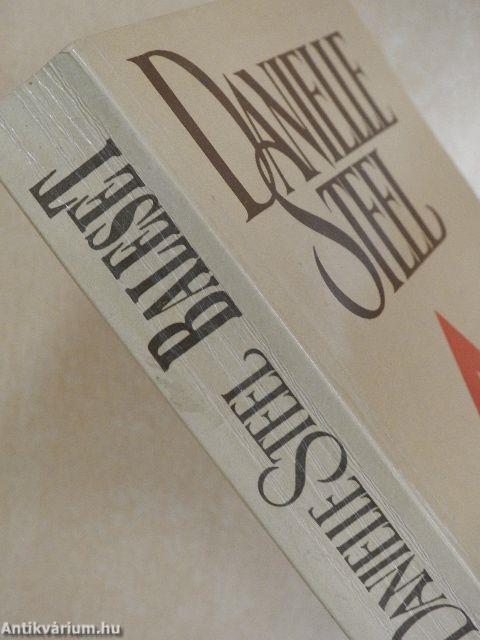 DANIELLE
STEEL
DANIELLE STEEL BALESET
Antikvárium.hu